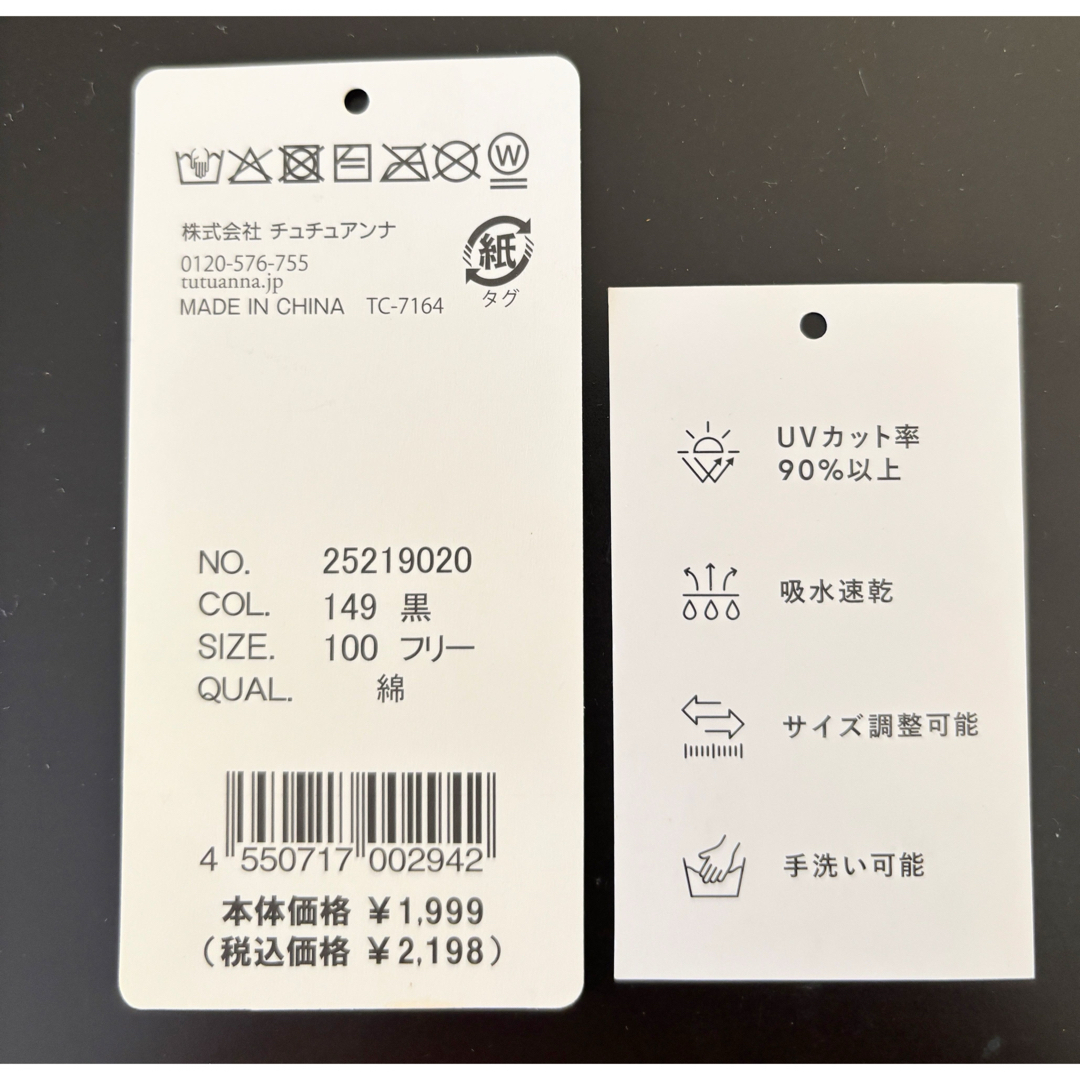 W
株式会社 チュチュアンナ
0120-576-755
tutuanna.jp
MADE IN CHINA TC-7164
紙
タグ
NO. 25219020
COL. 149 黒
SIZE. 100 フリー
QUAL. 綿
4 550717 002942
本体価格 ¥1,999
(税込価格 ¥2,198)
UVカット率
90%以上
吸水速乾
サイズ調整可能
手洗い可能